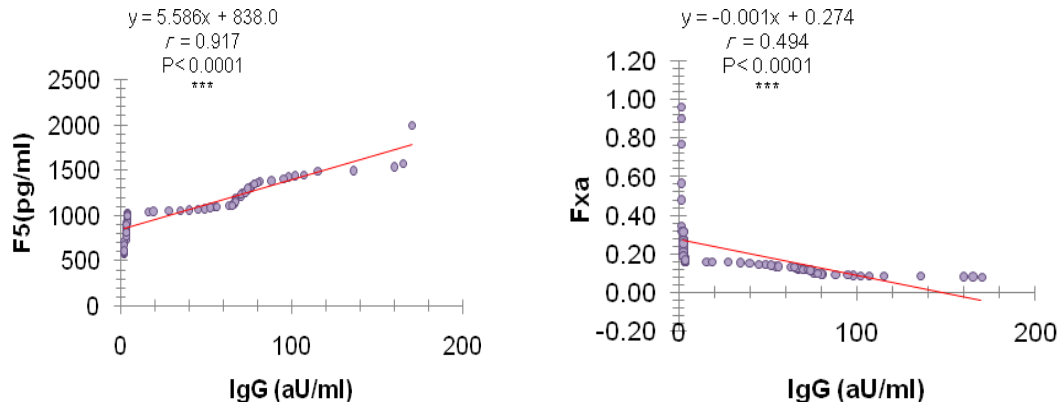 y = 5.586x + 838.0
r = 0.917
P< 0.0001
***
2500
2000
1500
1000
500
0
F5(pg/ml)
0 100 200
IgG (aU/ml)
y = -0.001x + 0.274
r = 0.494
P< 0.0001
***
1.20
1.00
0.80
0.60
0.40
0.20
0.00
-0.20
Fxa
0 100 200
IgG (aU/ml)